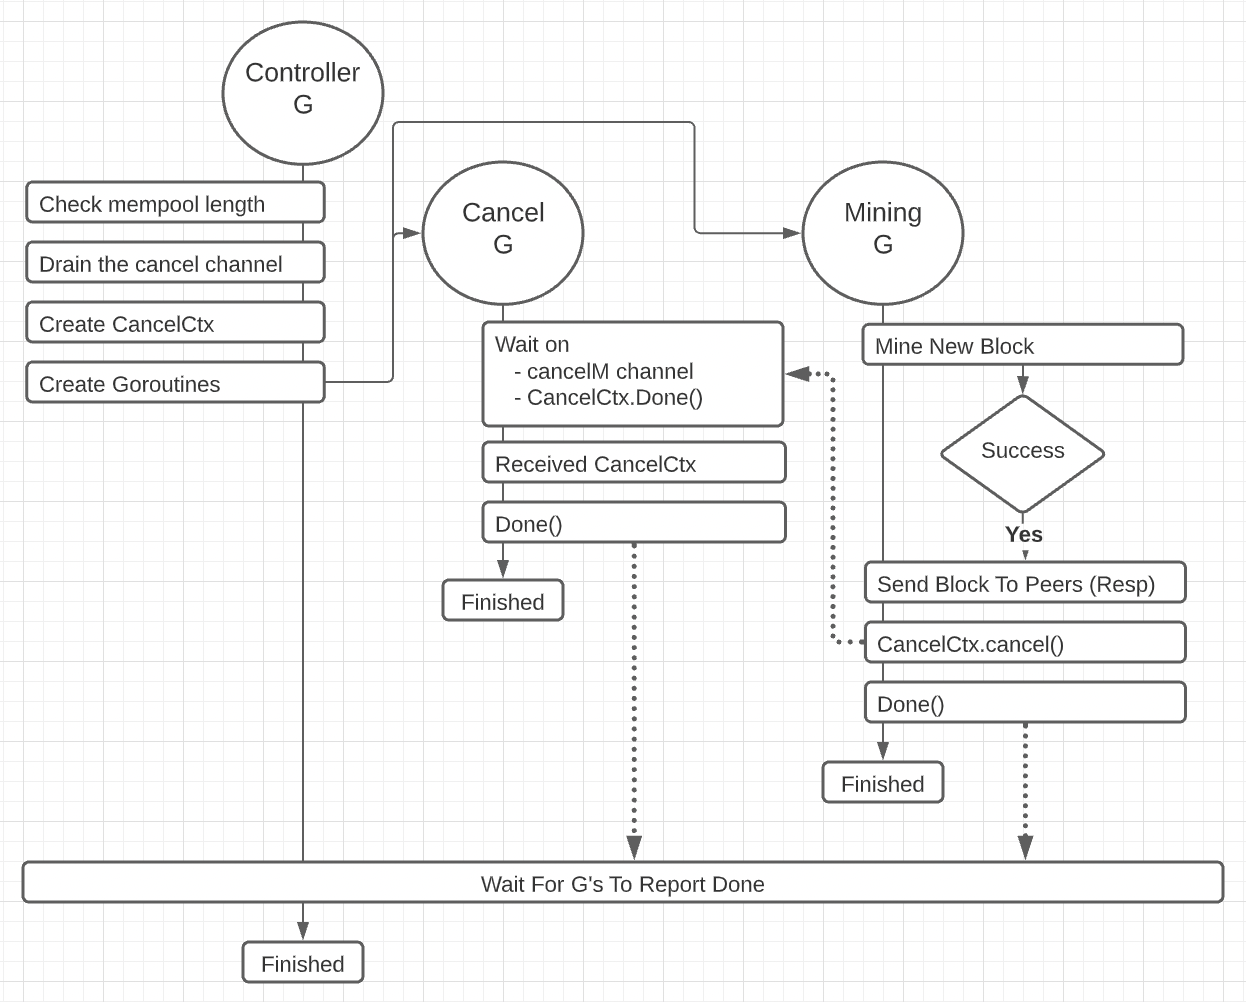 Controller
G
Check mempool length
Drain the cancel channel
Create CancelCtx
Create Goroutines
Cancel
G
Wait on
- cancelM channel
- CancelCtx.Done()
Received CancelCtx
Done()
Finished
Mining
G
Mine New Block
Success
Yes
Send Block To Peers (Resp)
CancelCtx.cancel()
Done()
Finished
Wait For G's To Report Done
Finished